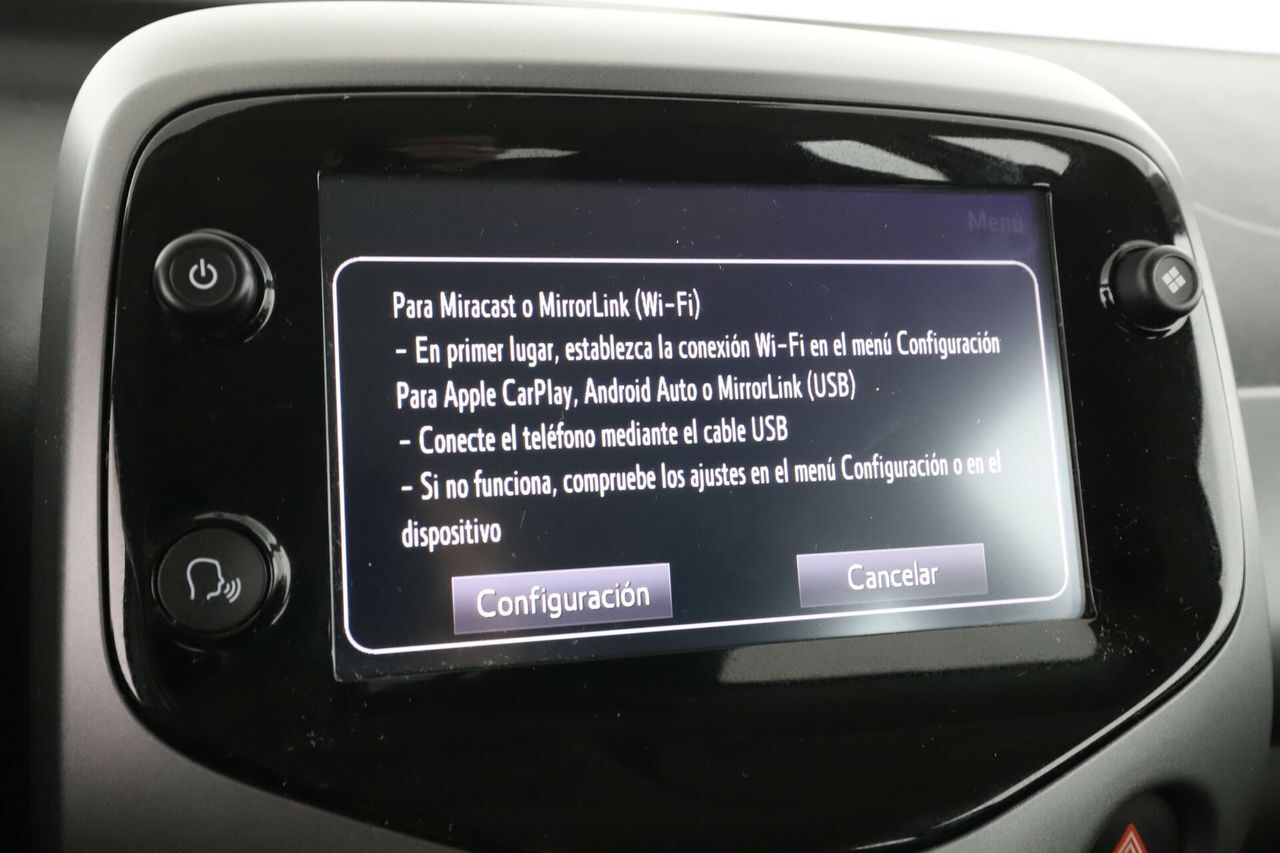 Menú
Para Miracast o MirrorLink (Wi-Fi)
- En primer lugar, establezca la conexión Wi-Fi en el menú Configuración
Para Apple CarPlay, Android Auto o MirrorLink (USB)
- Conecte el teléfono mediante el cable USB
- Si no funciona, compruebe los ajustes en el menú Configuración o en el
dispositivo
Configuración
Cancelar